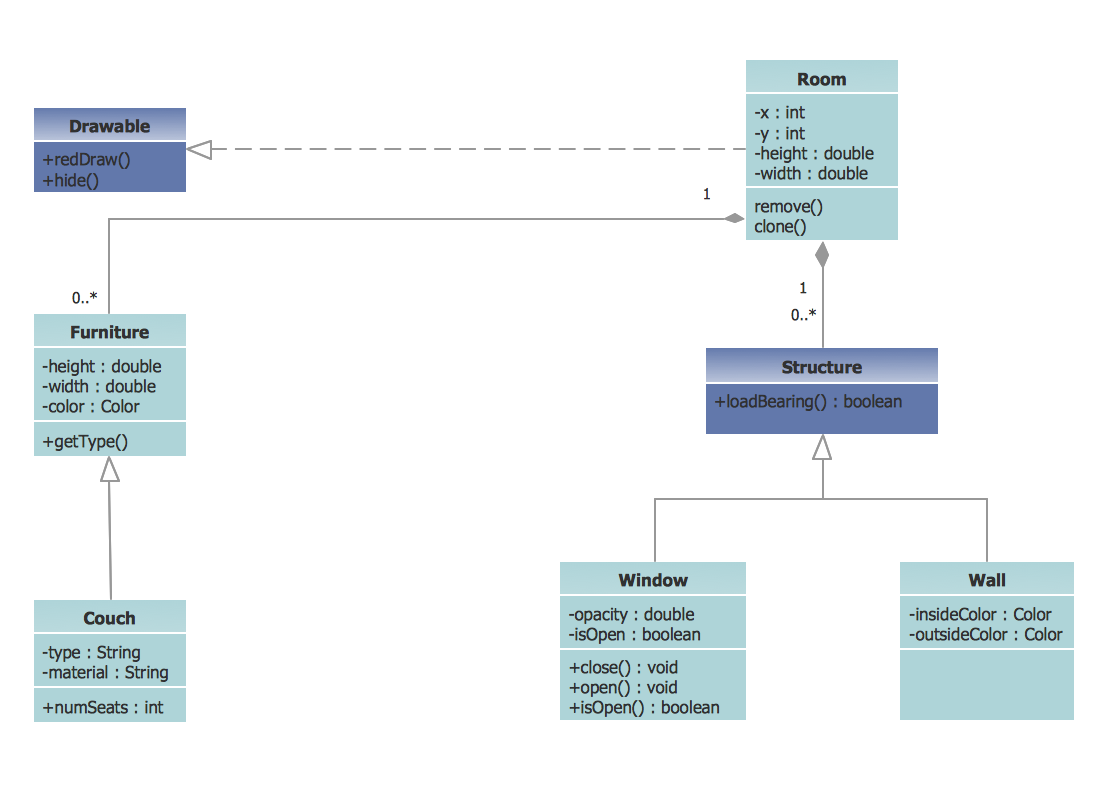 Drawable
+redDraw()
+hide()
Room
-x : int
-y : int
-height : double
-width : double
remove()
clone()
1
0..*
1
0..*
Furniture
-height : double
-width : double
-color : Color
+getType()
Structure
+loadBearing() : boolean
Couch
-type : String
-material : String
+numSeats : int
Window
-opacity : double
-isOpen : boolean
+close() : void
+open() : void
+isOpen() : boolean
Wall
-insideColor : Color
-outsideColor : Color